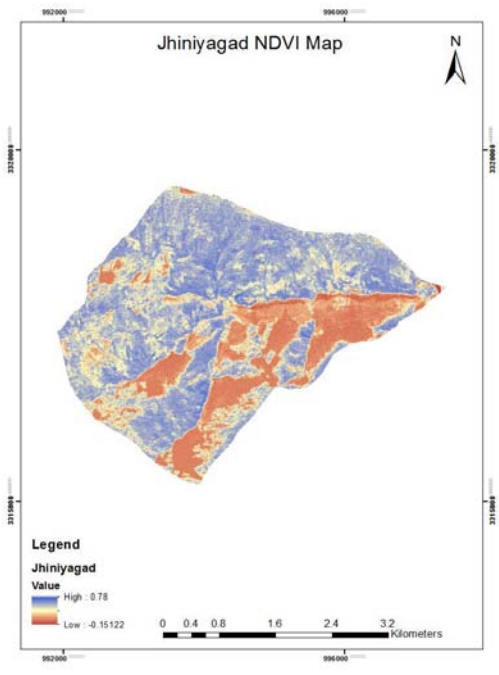 992000
996000
Jhiniyagad NDVI Map
N
3320000
3320000
3315000
3315000
Legend
Jhiniyagad
Value
High : 0.78
Low : -0.15122
0 0.4 0.8 1.6 2.4 3.2
Kilometers
992000
996000